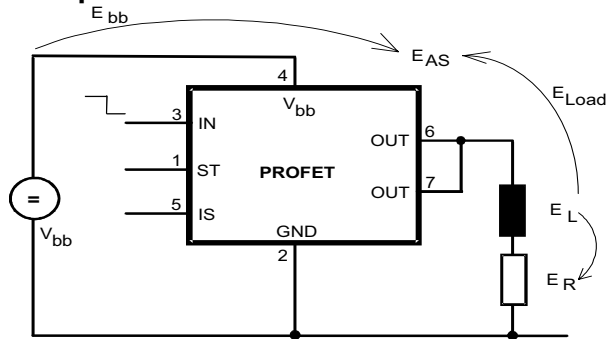 E bb
E AS
E Load
4
V bb
3 IN
OUT 6
1 ST
PROFET
OUT 7
=
5 IS
E L
V bb
GND
2
E R